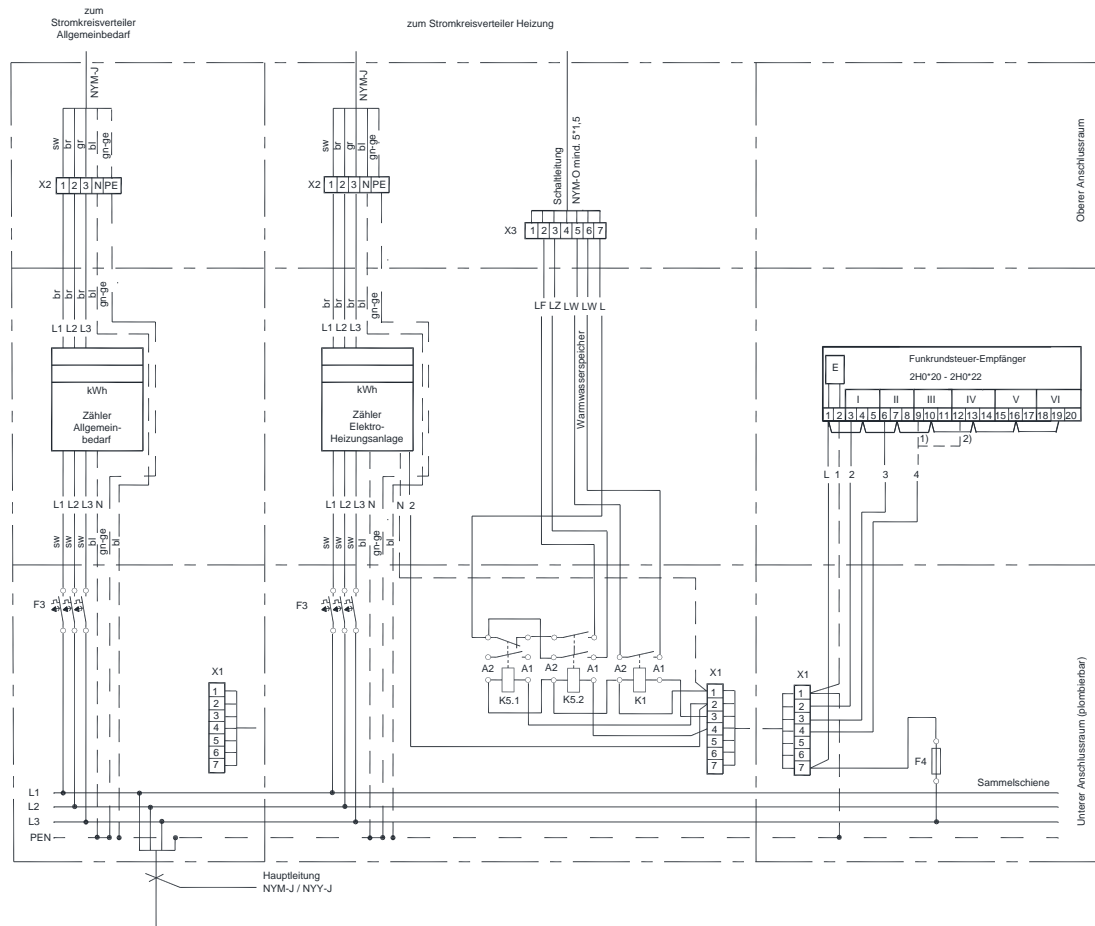 zum
Stromkreisverteiler
Allgemeinbedarf
zum Stromkreisverteiler Heizung
NYM-J
NYM-J
Schaltleitung
NYM-O mind. 5*1,5
Oberer Anschlussraum
sw br gr bl gn-ge
sw br gr bl gn-ge
X2 1 2 3 N PE
X2 1 2 3 N PE
X3 1 2 3 4 5 6 7
br br br bl gn-ge
br br br bl gn-ge
L1 L2 L3
L1 L2 L3
LF LZ LW LW L
Warmwasserspeicher
kWh
Zähler
Allgemein-
bedarf
kWh
Zähler
Elektro-
Heizungsanlage
E
Funkrundsteuer-Empfänger
2H0*20 - 2H0*22
I II III IV V VI
1 2 3 4 5 6 7 8 9 10 11 12 13 14 15 16 17 18 19 20
1) 2)
L 1 2 3 4
L1 L2 L3 N
L1 L2 L3 N N 2
sw sw sw bl gn-ge bl
sw sw sw bl gn-ge bl
F3
F3
A2 A1 A2 A1 A2 A1
K5.1 K5.2 K1
X1
1
2
3
4
5
6
7
X1
1
2
3
4
5
6
7
X1
1
2
3
4
5
6
7
F4
Unterer Anschlussraum (plombierbar)
Sammelschiene
L1
L2
L3
PEN
Hauptleitung
NYM-J / NYY-J